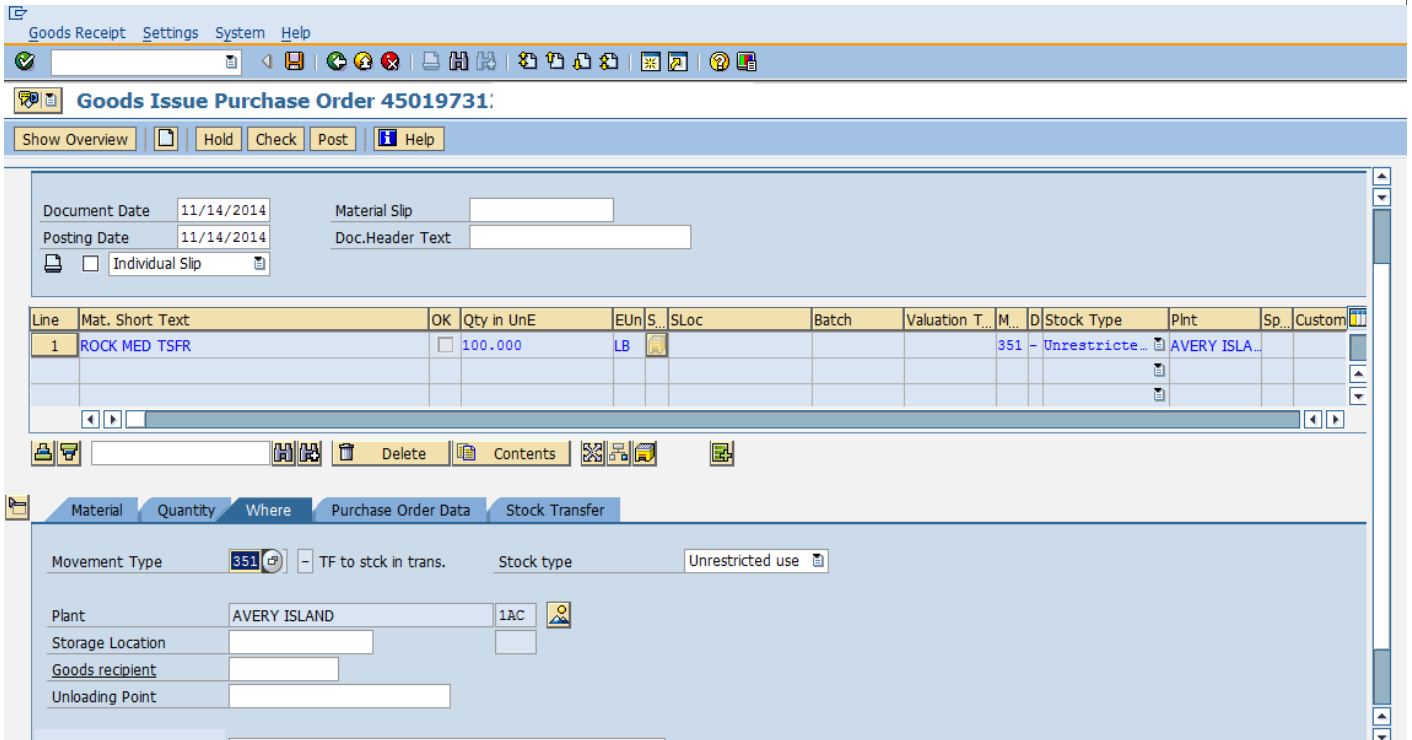 Goods Receipt Settings System Help
Goods Issue Purchase Order 45019731
Show Overview Hold Check Post Help
Document Date 11/14/2014 Material Slip
Posting Date 11/14/2014 Doc.Header Text
Individual Slip
Line Mat. Short Text OK Qty in UnE EUn S... SLoc Batch Valuation T... M... D Stock Type Plnt Sp... Custom
1 ROCK MED TSFR 100.000 LB 351 - Unrestricte… AVERY ISLA…
Delete Contents
Material Quantity Where Purchase Order Data Stock Transfer
Movement Type 351 - TF to stck in trans. Stock type Unrestricted use
Plant AVERY ISLAND 1AC
Storage Location
Goods recipient
Unloading Point